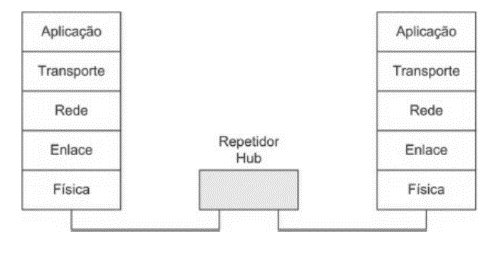 Aplicação
Transporte
Rede
Enlace
Física
Repetidor
Hub
Aplicação
Transporte
Rede
Enlace
Física